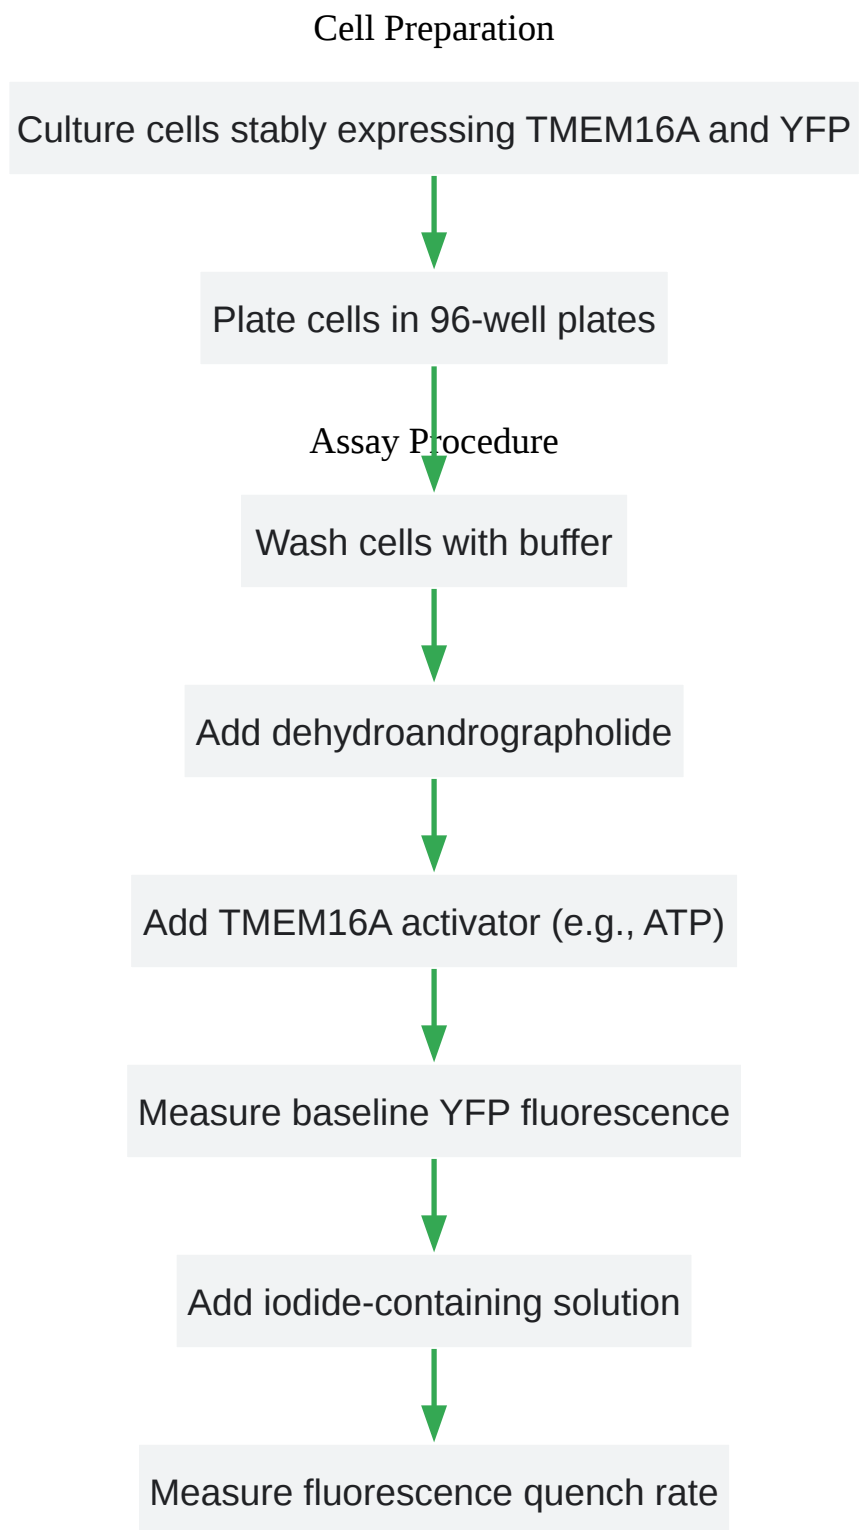 Cell Preparation
Culture cells stably expressing TMEM16A and YFP
Plate cells in 96-well plates
Assay Procedure
Wash cells with buffer
Add dehydroandrographolide
Add TMEM16A activator (e.g., ATP)
Measure baseline YFP fluorescence
Add iodide-containing solution
Measure fluorescence quench rate